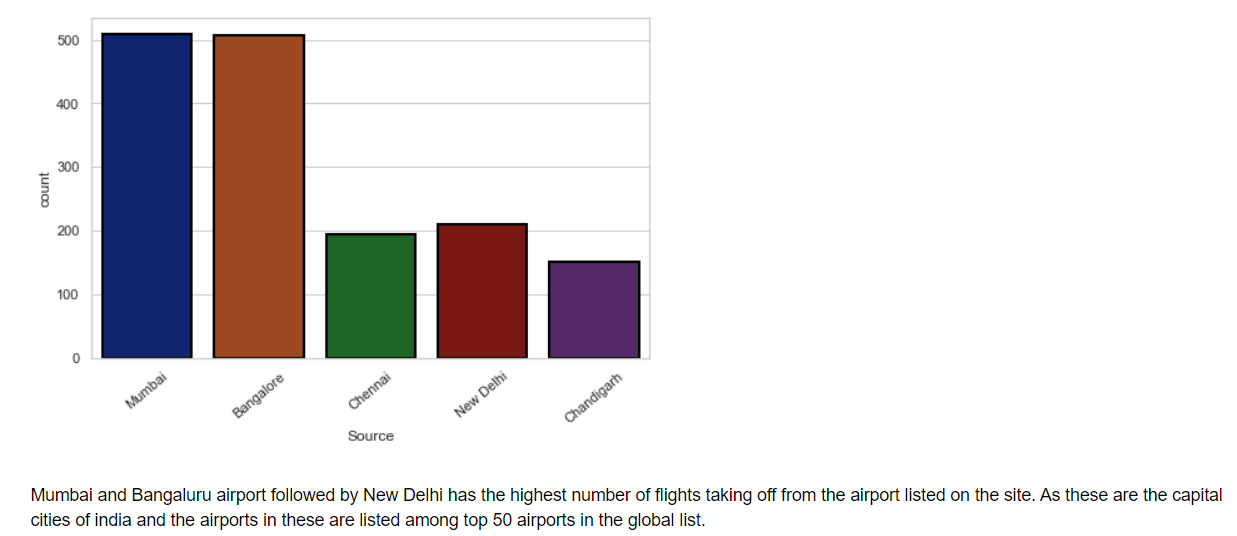 500
400
300
200
100
0
count
Mumbai
Bangalore
Chennai
New Delhi
Chandigarh
Source
Mumbai and Bangaluru airport followed by New Delhi has the highest number of flights taking off from the airport listed on the site. As these are the capital
cities of india and the airports in these are listed among top 50 airports in the global list.